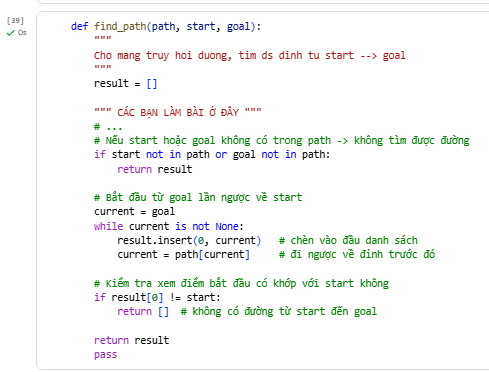 [39]
0s
def find_path(path, start, goal):
    """
    Cho mang truy hoi duong, tim ds dinh tu start --> goal
    """
    result = []

    """ CÁC BẠN LÀM BÀI Ở ĐÂY """
    # ...
    # Nếu start hoặc goal không có trong path -> không tìm được đường
    if start not in path or goal not in path:
        return result

    # Bắt đầu từ goal lần ngược về start
    current = goal
    while current is not None:
        result.insert(0, current)   # chèn vào đầu danh sách
        current = path[current]     # đi ngược về đỉnh trước đó

    # Kiểm tra xem điểm bắt đầu có khớp với start không
    if result[0] != start:
        return []  # không có đường từ start đến goal

    return result
    pass